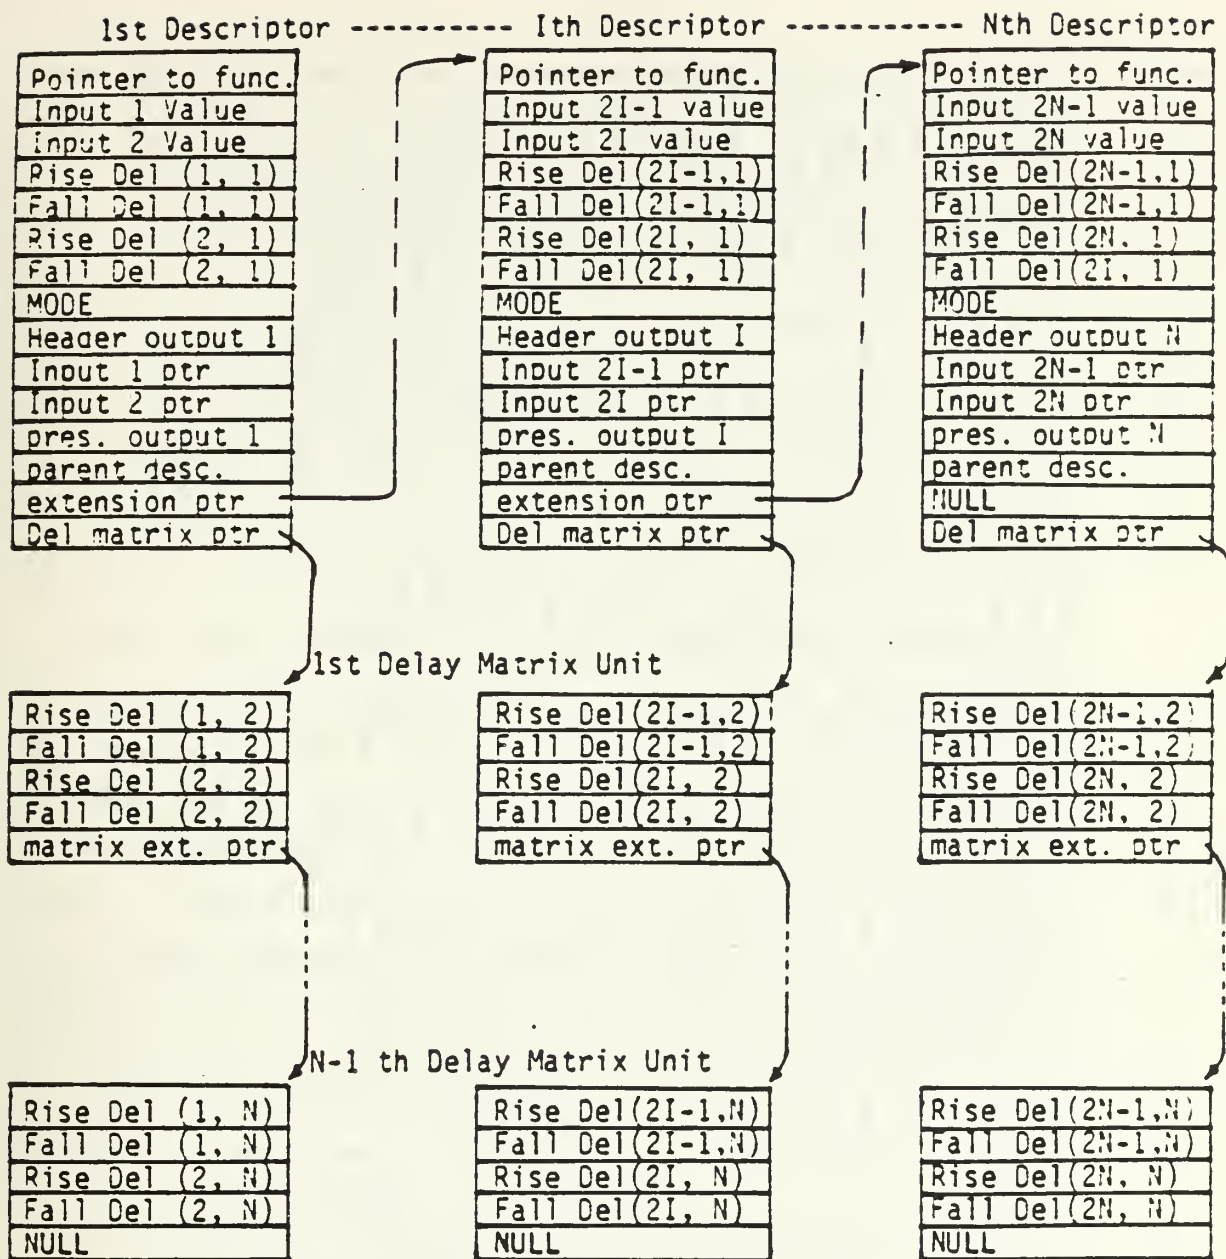 1st Descriptor ---------- Ith Descriptor ---------- Nth Descriptor
Pointer to func.
Input 1 Value
Input 2 Value
Rise Del (1, 1)
Fall Del (1, 1)
Rise Del (2, 1)
Fall Del (2, 1)
MODE
Header output 1
Input 1 ptr
Input 2 ptr
pres. output 1
parent desc.
extension ptr
Del matrix ptr
Pointer to func.
Input 2I-1 value
Input 2I value
Rise Del(2I-1,1)
Fall Del(2I-1,1)
Rise Del(2I, 1)
Fall Del(2I, 1)
MODE
Header output I
Input 2I-1 ptr
Input 2I ptr
pres. output I
parent desc.
extension ptr
Del matrix ptr
Pointer to func.
Input 2N-1 value
Input 2N value
Rise Del(2N-1,1)
Fall Del(2N-1,1)
Rise Del(2N, 1)
Fall Del(2I, 1)
MODE
Header output N
Input 2N-1 ptr
Input 2N ptr
pres. output N
parent desc.
NULL
Del matrix ptr
1st Delay Matrix Unit
Rise Del (1, 2)
Fall Del (1, 2)
Rise Del (2, 2)
Fall Del (2, 2)
matrix ext. ptr
Rise Del(2I-1,2)
Fall Del(2I-1,2)
Rise Del(2I, 2)
Fall Del(2I, 2)
matrix ext. ptr
Rise Del(2N-1,2)
Fall Del(2N-1,2)
Rise Del(2N, 2)
Fall Del(2N, 2)
matrix ext. ptr
N-1 th Delay Matrix Unit
Rise Del (1, N)
Fall Del (1, N)
Rise Del (2, N)
Fall Del (2, N)
NULL
Rise Del(2I-1,N)
Fall Del(2I-1,N)
Rise Del(2I, N)
Fall Del(2I, N)
NULL
Rise Del(2N-1,N)
Fall Del(2N-1,N)
Rise Del(2N, N)
Fall Del(2N, N)
NULL